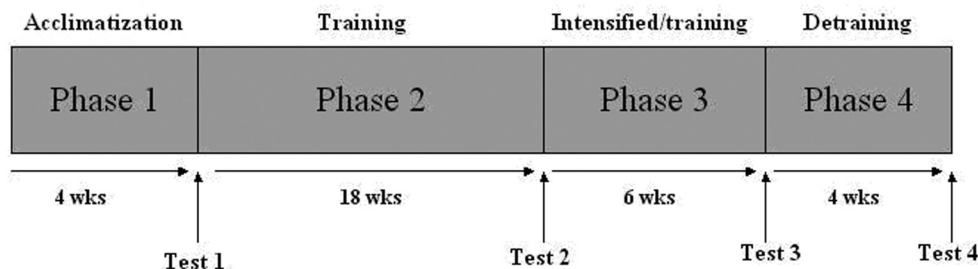 Acclimatization Training Intensified/training Detraining
Phase 1 Phase 2 Phase 3 Phase 4
4 wks 18 wks 6 wks 4 wks
Test 1 Test 2 Test 3 Test 4